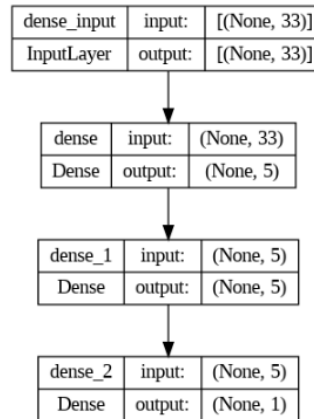 dense_input input: [(None, 33)]
InputLayer output: [(None, 33)]
dense input: (None, 33)
Dense output: (None, 5)
dense_1 input: (None, 5)
Dense output: (None, 5)
dense_2 input: (None, 5)
Dense output: (None, 1)